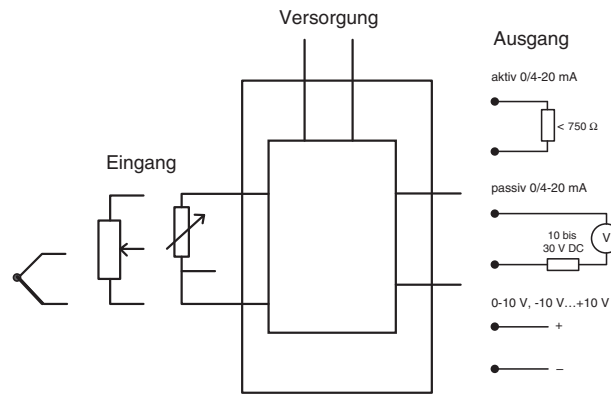 Versorgung
Ausgang
aktiv 0/4-20 mA
< 750 Ω
Eingang
passiv 0/4-20 mA
10 bis
30 V DC
V
0-10 V, -10 V...+10 V
+
–